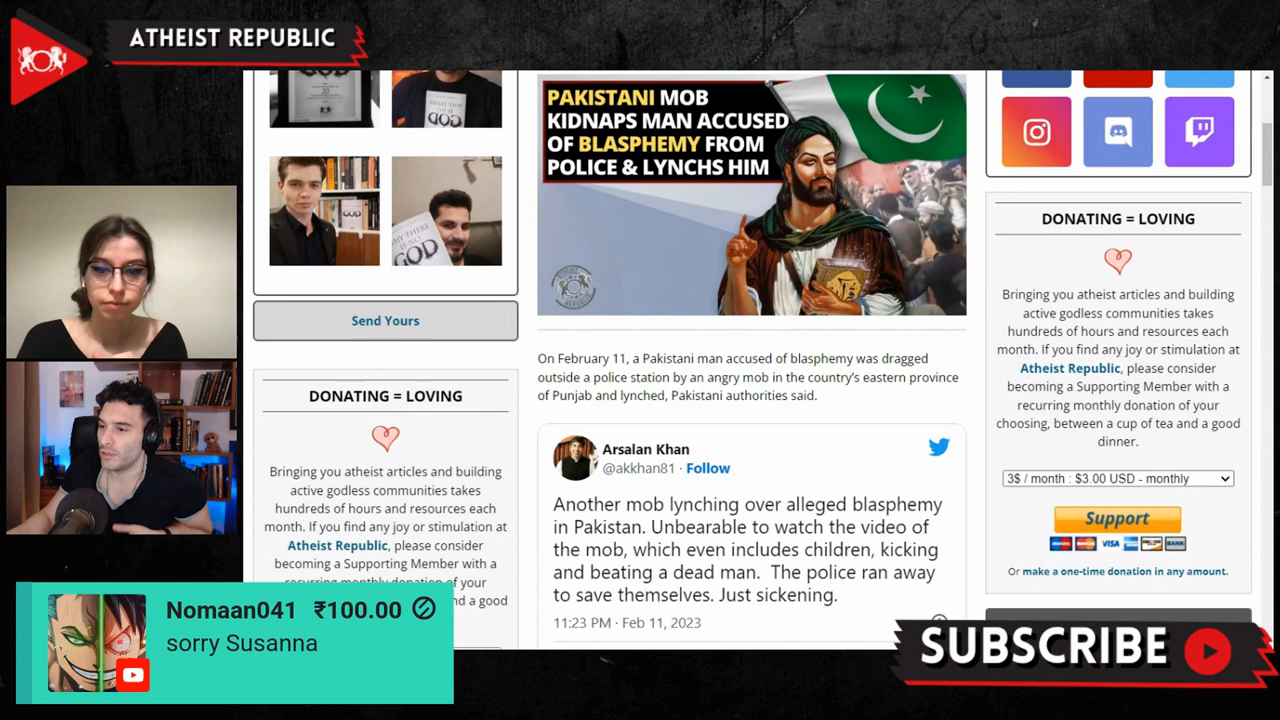 ATHEIST REPUBLIC
PAKISTANI MOB
KIDNAPS MAN ACCUSED
OF BLASPHEMY FROM
POLICE & LYNCHS HIM
Send Yours
DONATING = LOVING
Bringing you atheist articles and building
active godless communities takes
hundreds of hours and resources each
month. If you find any joy or stimulation at
Atheist Republic, please consider
becoming a Supporting Member with a
recurring monthly donation of your
nd a good
On February 11, a Pakistani man accused of blasphemy was dragged
outside a police station by an angry mob in the country's eastern province
of Punjab and lynched, Pakistani authorities said.
Arsalan Khan
@akkhan81 · Follow
Another mob lynching over alleged blasphemy
in Pakistan. Unbearable to watch the video of
the mob, which even includes children, kicking
and beating a dead man. The police ran away
to save themselves. Just sickening.
11:23 PM · Feb 11, 2023
DONATING = LOVING
Bringing you atheist articles and building
active godless communities takes
hundreds of hours and resources each
month. If you find any joy or stimulation at
Atheist Republic, please consider
becoming a Supporting Member with a
recurring monthly donation of your
choosing, between a cup of tea and a good
dinner.
3$ / month : $3.00 USD - monthly
Support
VISA
BANK
Or make a one-time donation in any amount.
Nomaan041 ₹100.00
sorry Susanna
SUBSCRIBE